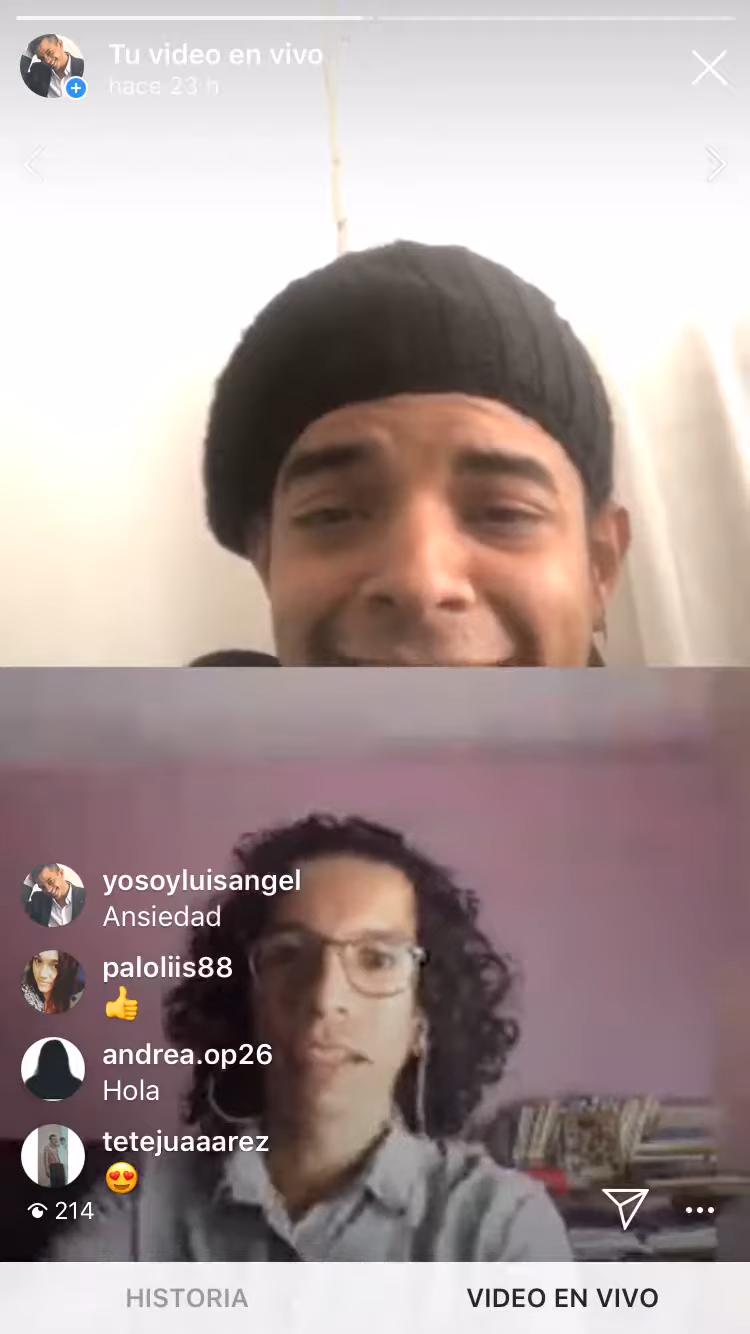 Tu video en vivo
hace 23 h
yosoyluisangel
Ansiedad
paloliis88
👍
andrea.op26
Hola
tetejuaaarez
😍
214
HISTORIA
VIDEO EN VIVO